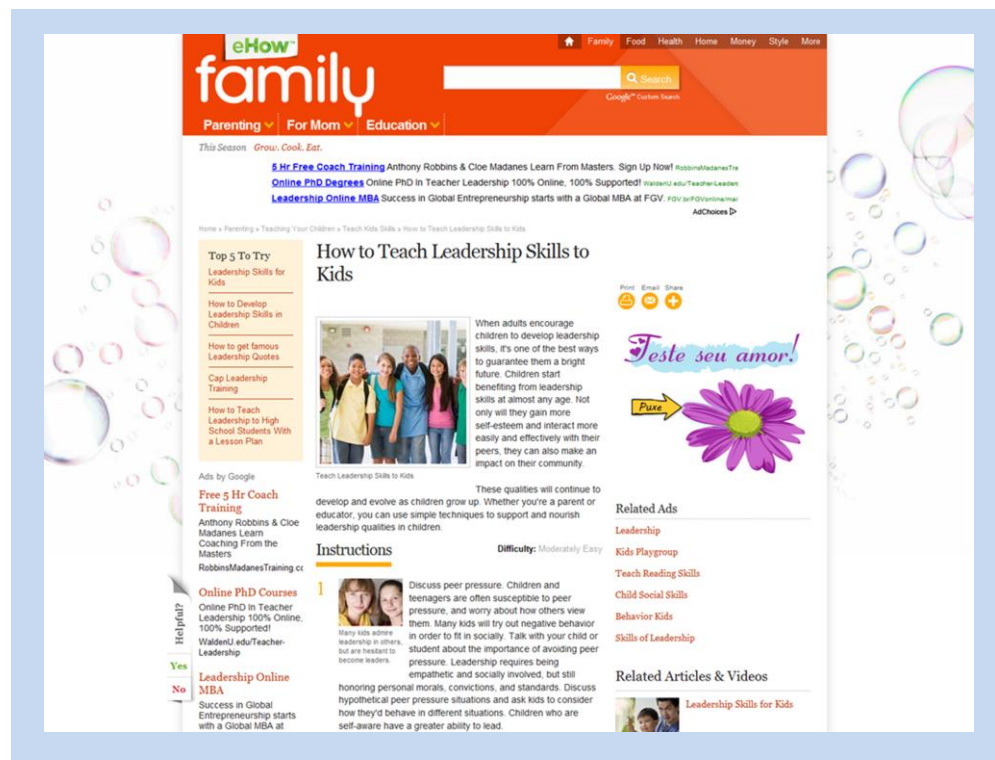 eHow™
family
Family Food Health Home Money Style More
Search
Google™ Custom Search
Parenting For Mom Education
This Season Grow. Cook. Eat.
5 Hr Free Coach Training Anthony Robbins & Cloe Madanes Learn From Masters. Sign Up Now! RobbinsMadanesTra
Online PhD Degrees Online PhD In Teacher Leadership 100% Online, 100% Supported! WaldenU.edu/Teacher-Leaders
Leadership Online MBA Success in Global Entrepreneurship starts with a Global MBA at FGV. FGV.br/FGVonline/mar
AdChoices
Home » Parenting » Teaching Your Children » Teach Kids Skills » How to Teach Leadership Skills to Kids
Top 5 To Try
Leadership Skills for
Kids
How to Develop
Leadership Skills in
Children
How to get famous
Leadership Quotes
Cap Leadership
Training
How to Teach
Leadership to High
School Students With
a Lesson Plan
Ads by Google
Free 5 Hr Coach
Training
Anthony Robbins & Cloe
Madanes Learn
Coaching From the
Masters
RobbinsMadanesTraining.cc
Online PhD Courses
Online PhD In Teacher
Leadership 100% Online,
100% Supported!
WaldenU.edu/Teacher-
Leadership
Leadership Online
MBA
Success in Global
Entrepreneurship starts
with a Global MBA at
Helpful?
Yes
No
How to Teach Leadership Skills to
Kids
Teach Leadership Skills to Kids
When adults encourage
children to develop leadership
skills, it's one of the best ways
to guarantee them a bright
future. Children start
benefiting from leadership
skills at almost any age. Not
only will they gain more
self-esteem and interact more
easily and effectively with their
peers, they can also make an
impact on their community.
These qualities will continue to
develop and evolve as children grow up. Whether you're a parent or
educator, you can use simple techniques to support and nourish
leadership qualities in children.
Instructions Difficulty: Moderately Easy
1
Many kids admire
leadership in others,
but are hesitant to
become leaders.
Discuss peer pressure. Children and
teenagers are often susceptible to peer
pressure, and worry about how others view
them. Many kids will try out negative behavior
in order to fit in socially. Talk with your child or
student about the importance of avoiding peer
pressure. Leadership requires being
empathetic and socially involved, but still
honoring personal morals, convictions, and standards. Discuss
hypothetical peer pressure situations and ask kids to consider
how they'd behave in different situations. Children who are
self-aware have a greater ability to lead.
Print Email Share
Teste seu amor!
Puxe
Related Ads
Leadership
Kids Playgroup
Teach Reading Skills
Child Social Skills
Behavior Kids
Skills of Leadership
Related Articles & Videos
Leadership Skills for Kids